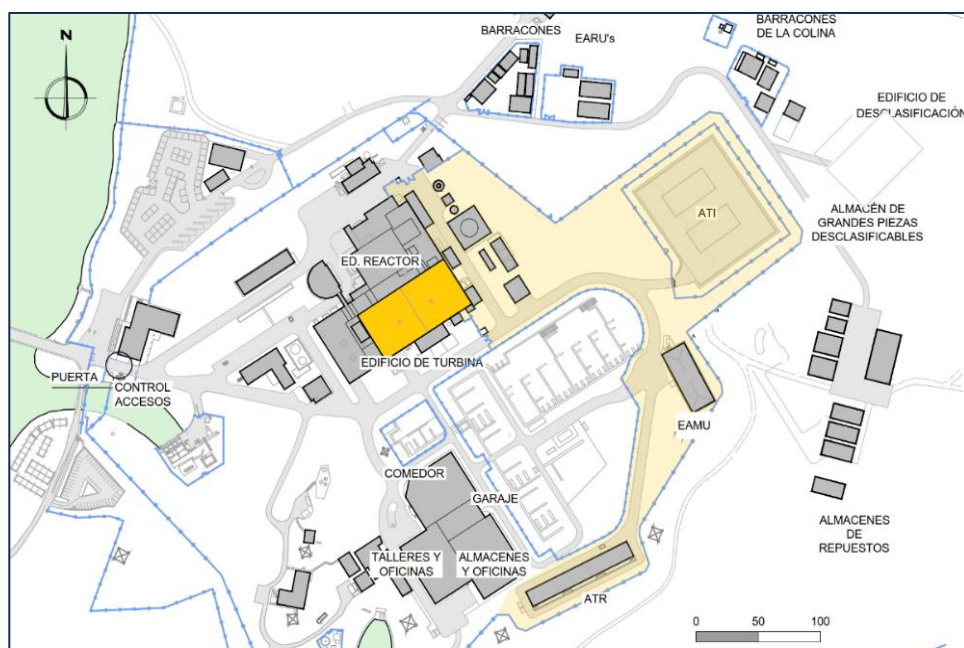 BARRACONES
EARU's
BARRACONES
DE LA COLINA
N
EDIFICIO DE
DESCLASIFICACIÓN
ATI
ALMACÉN DE
GRANDES PIEZAS
DESCLASIFICABLES
ED. REACTOR
EDIFICIO DE TURBINA
PUERTA
CONTROL
ACCESOS
EAMU
COMEDOR
GARAJE
TALLERES Y
OFICINAS
ALMACENES
Y OFICINAS
ALMACENES
DE
REPUESTOS
ATR
0 50 100